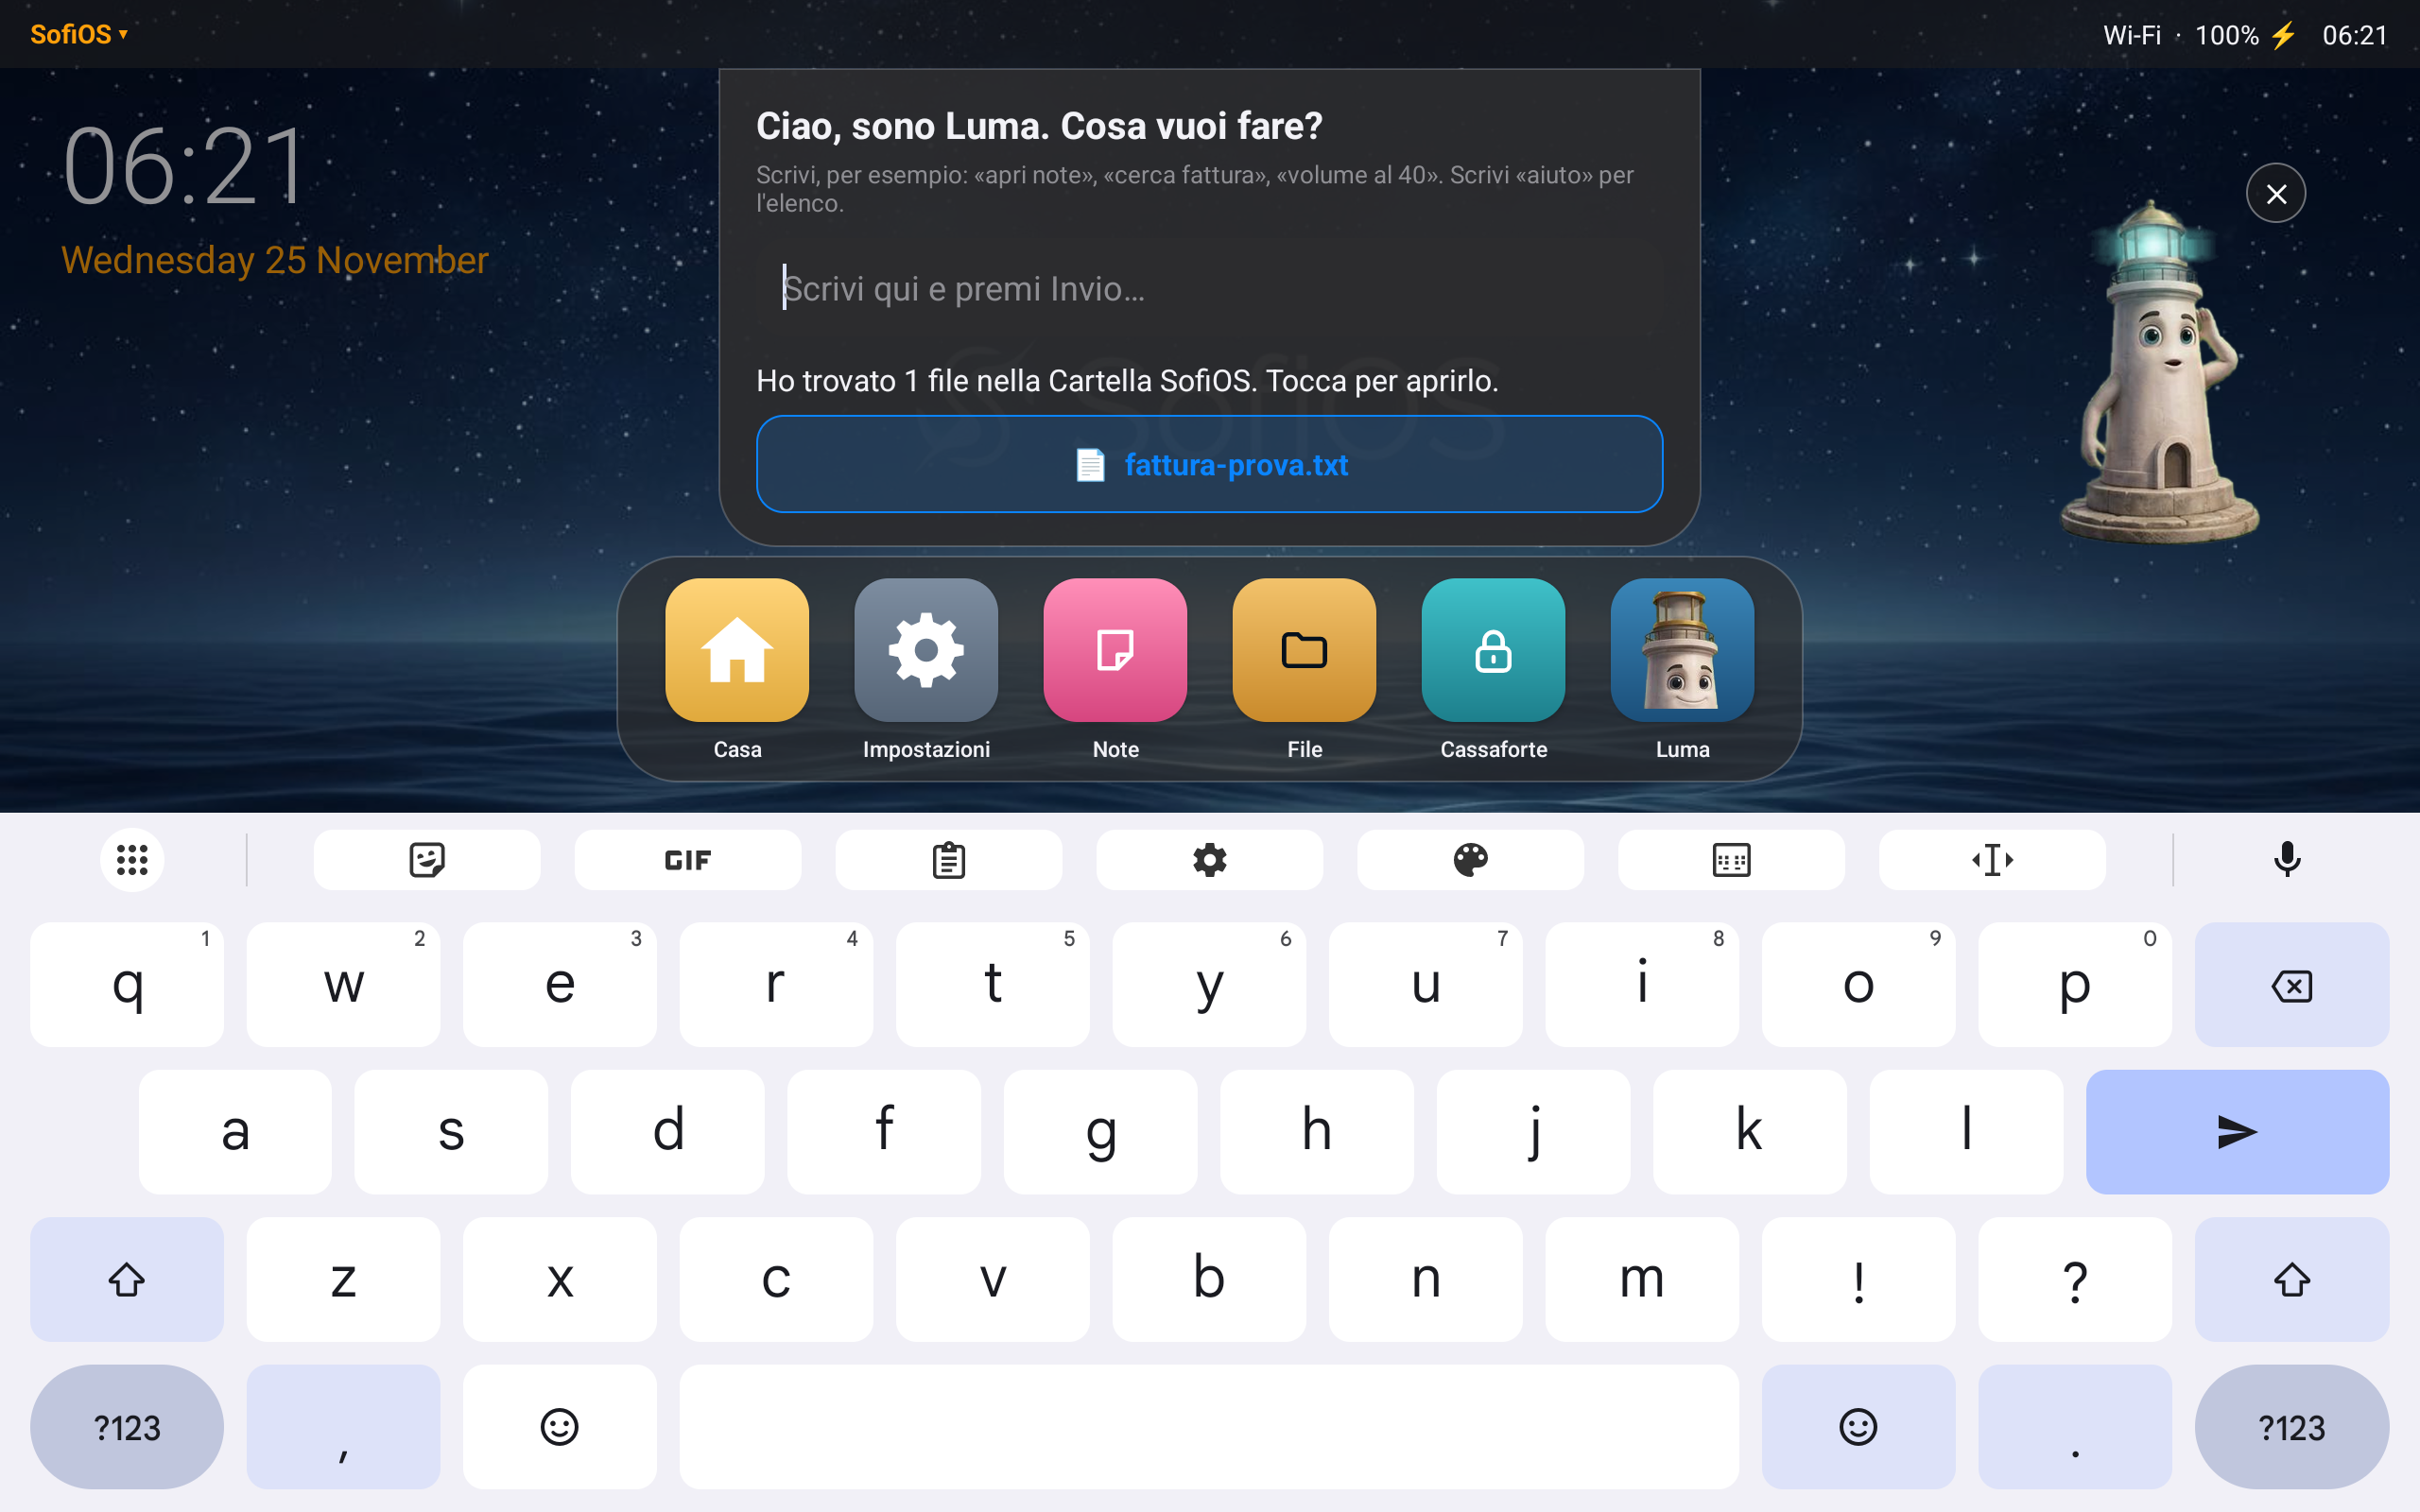 SofiOS ▾
Wi-Fi · 100% ⚡ 06:21
06:21
Wednesday 25 November
Ciao, sono Luma. Cosa vuoi fare?
Scrivi, per esempio: «apri note», «cerca fattura», «volume al 40». Scrivi «aiuto» per
l'elenco.
Scrivi qui e premi Invio…
SofiOS
Ho trovato 1 file nella Cartella SofiOS. Tocca per aprirlo.
fattura-prova.txt
Casa
Impostazioni
Note
File
Cassaforte
Luma
GIF
q 1 w 2 e 3 r 4 t 5 y 6 u 7 i 8 o 9 p 0
a s d f g h j k l
z x c v b n m ! ?
?123 , . ?123